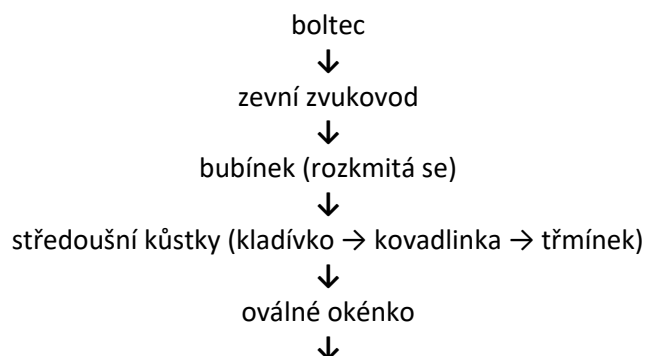 boltec
↓
zevní zvukovod
↓
bubínek (rozkmitá se)
↓
středoušní kůstky (kladívko → kovadlinka → třmínek)
↓
oválné okénko
↓